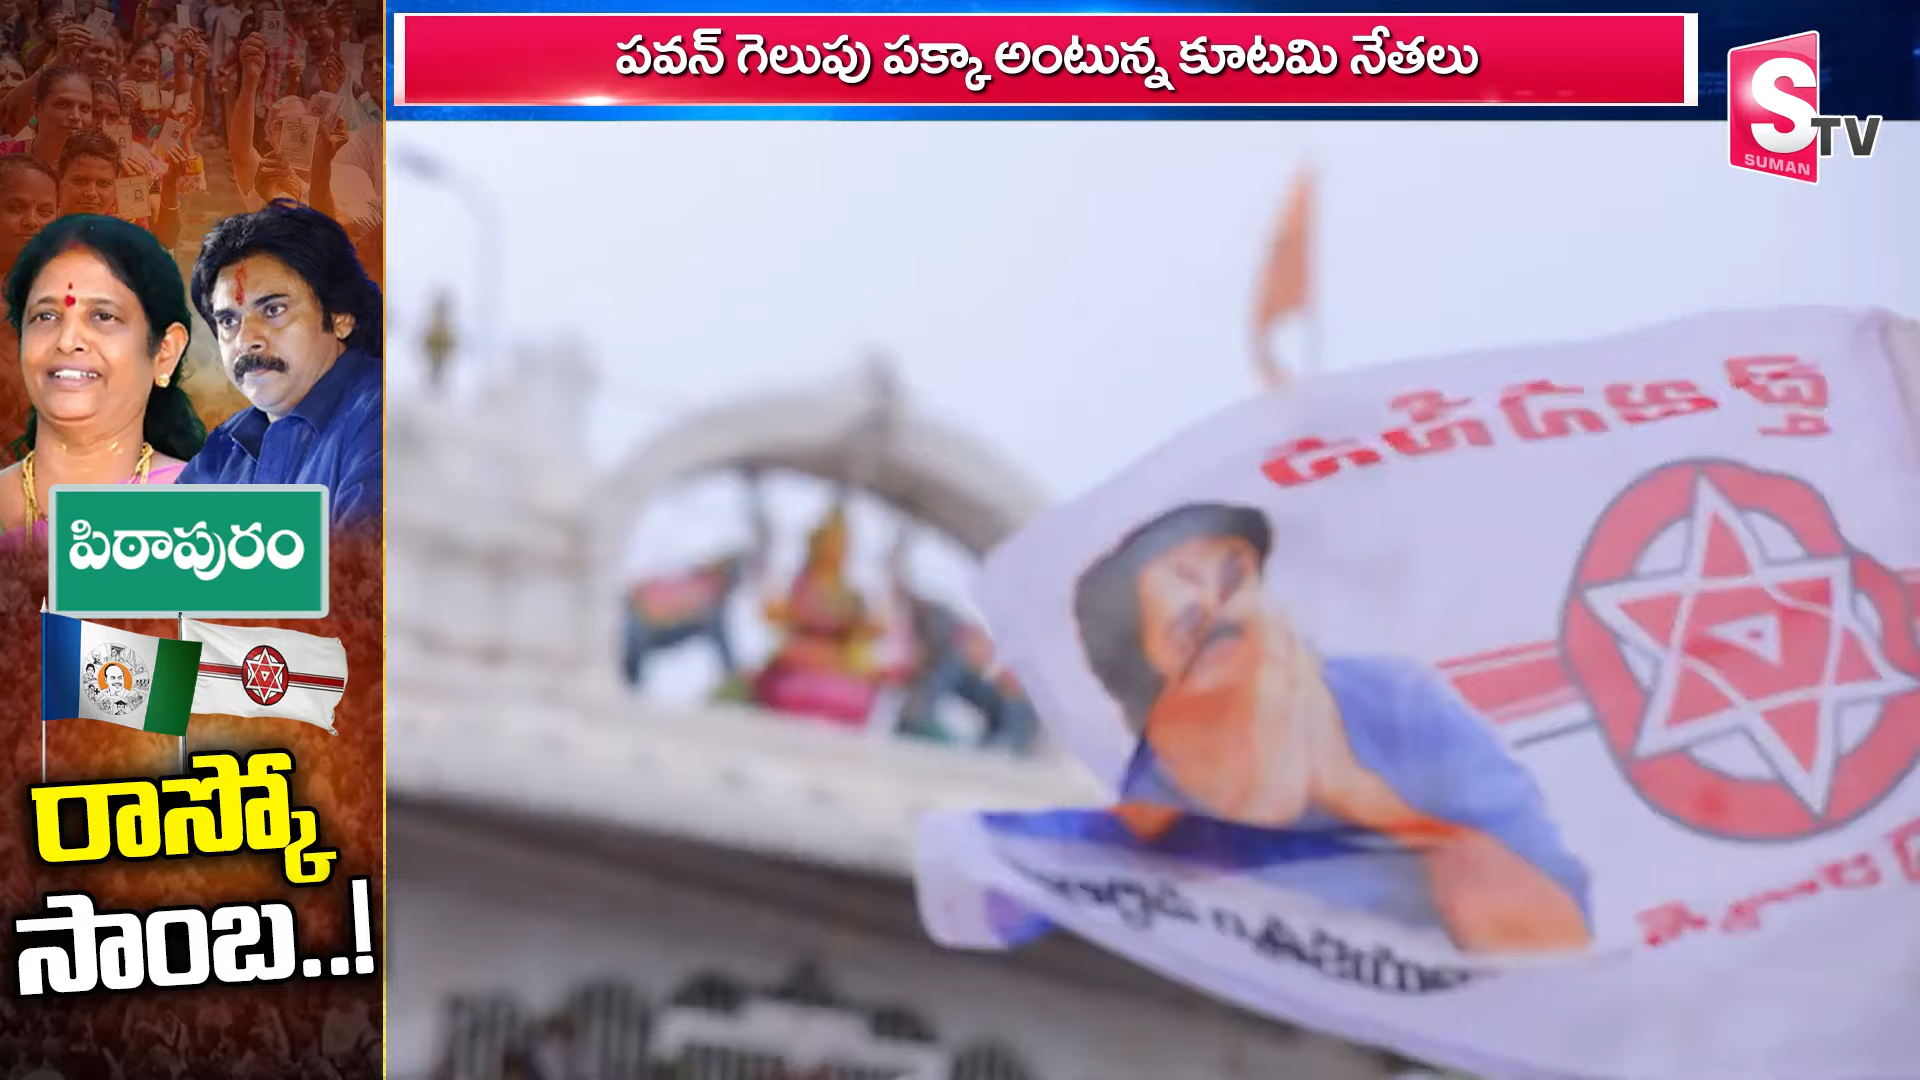 పవన్ గెలుపు పక్కా అంటున్న కూటమి నేతలు
S TV
SUMAN
పిఠాపురం
రాస్కో
సాంబ..!